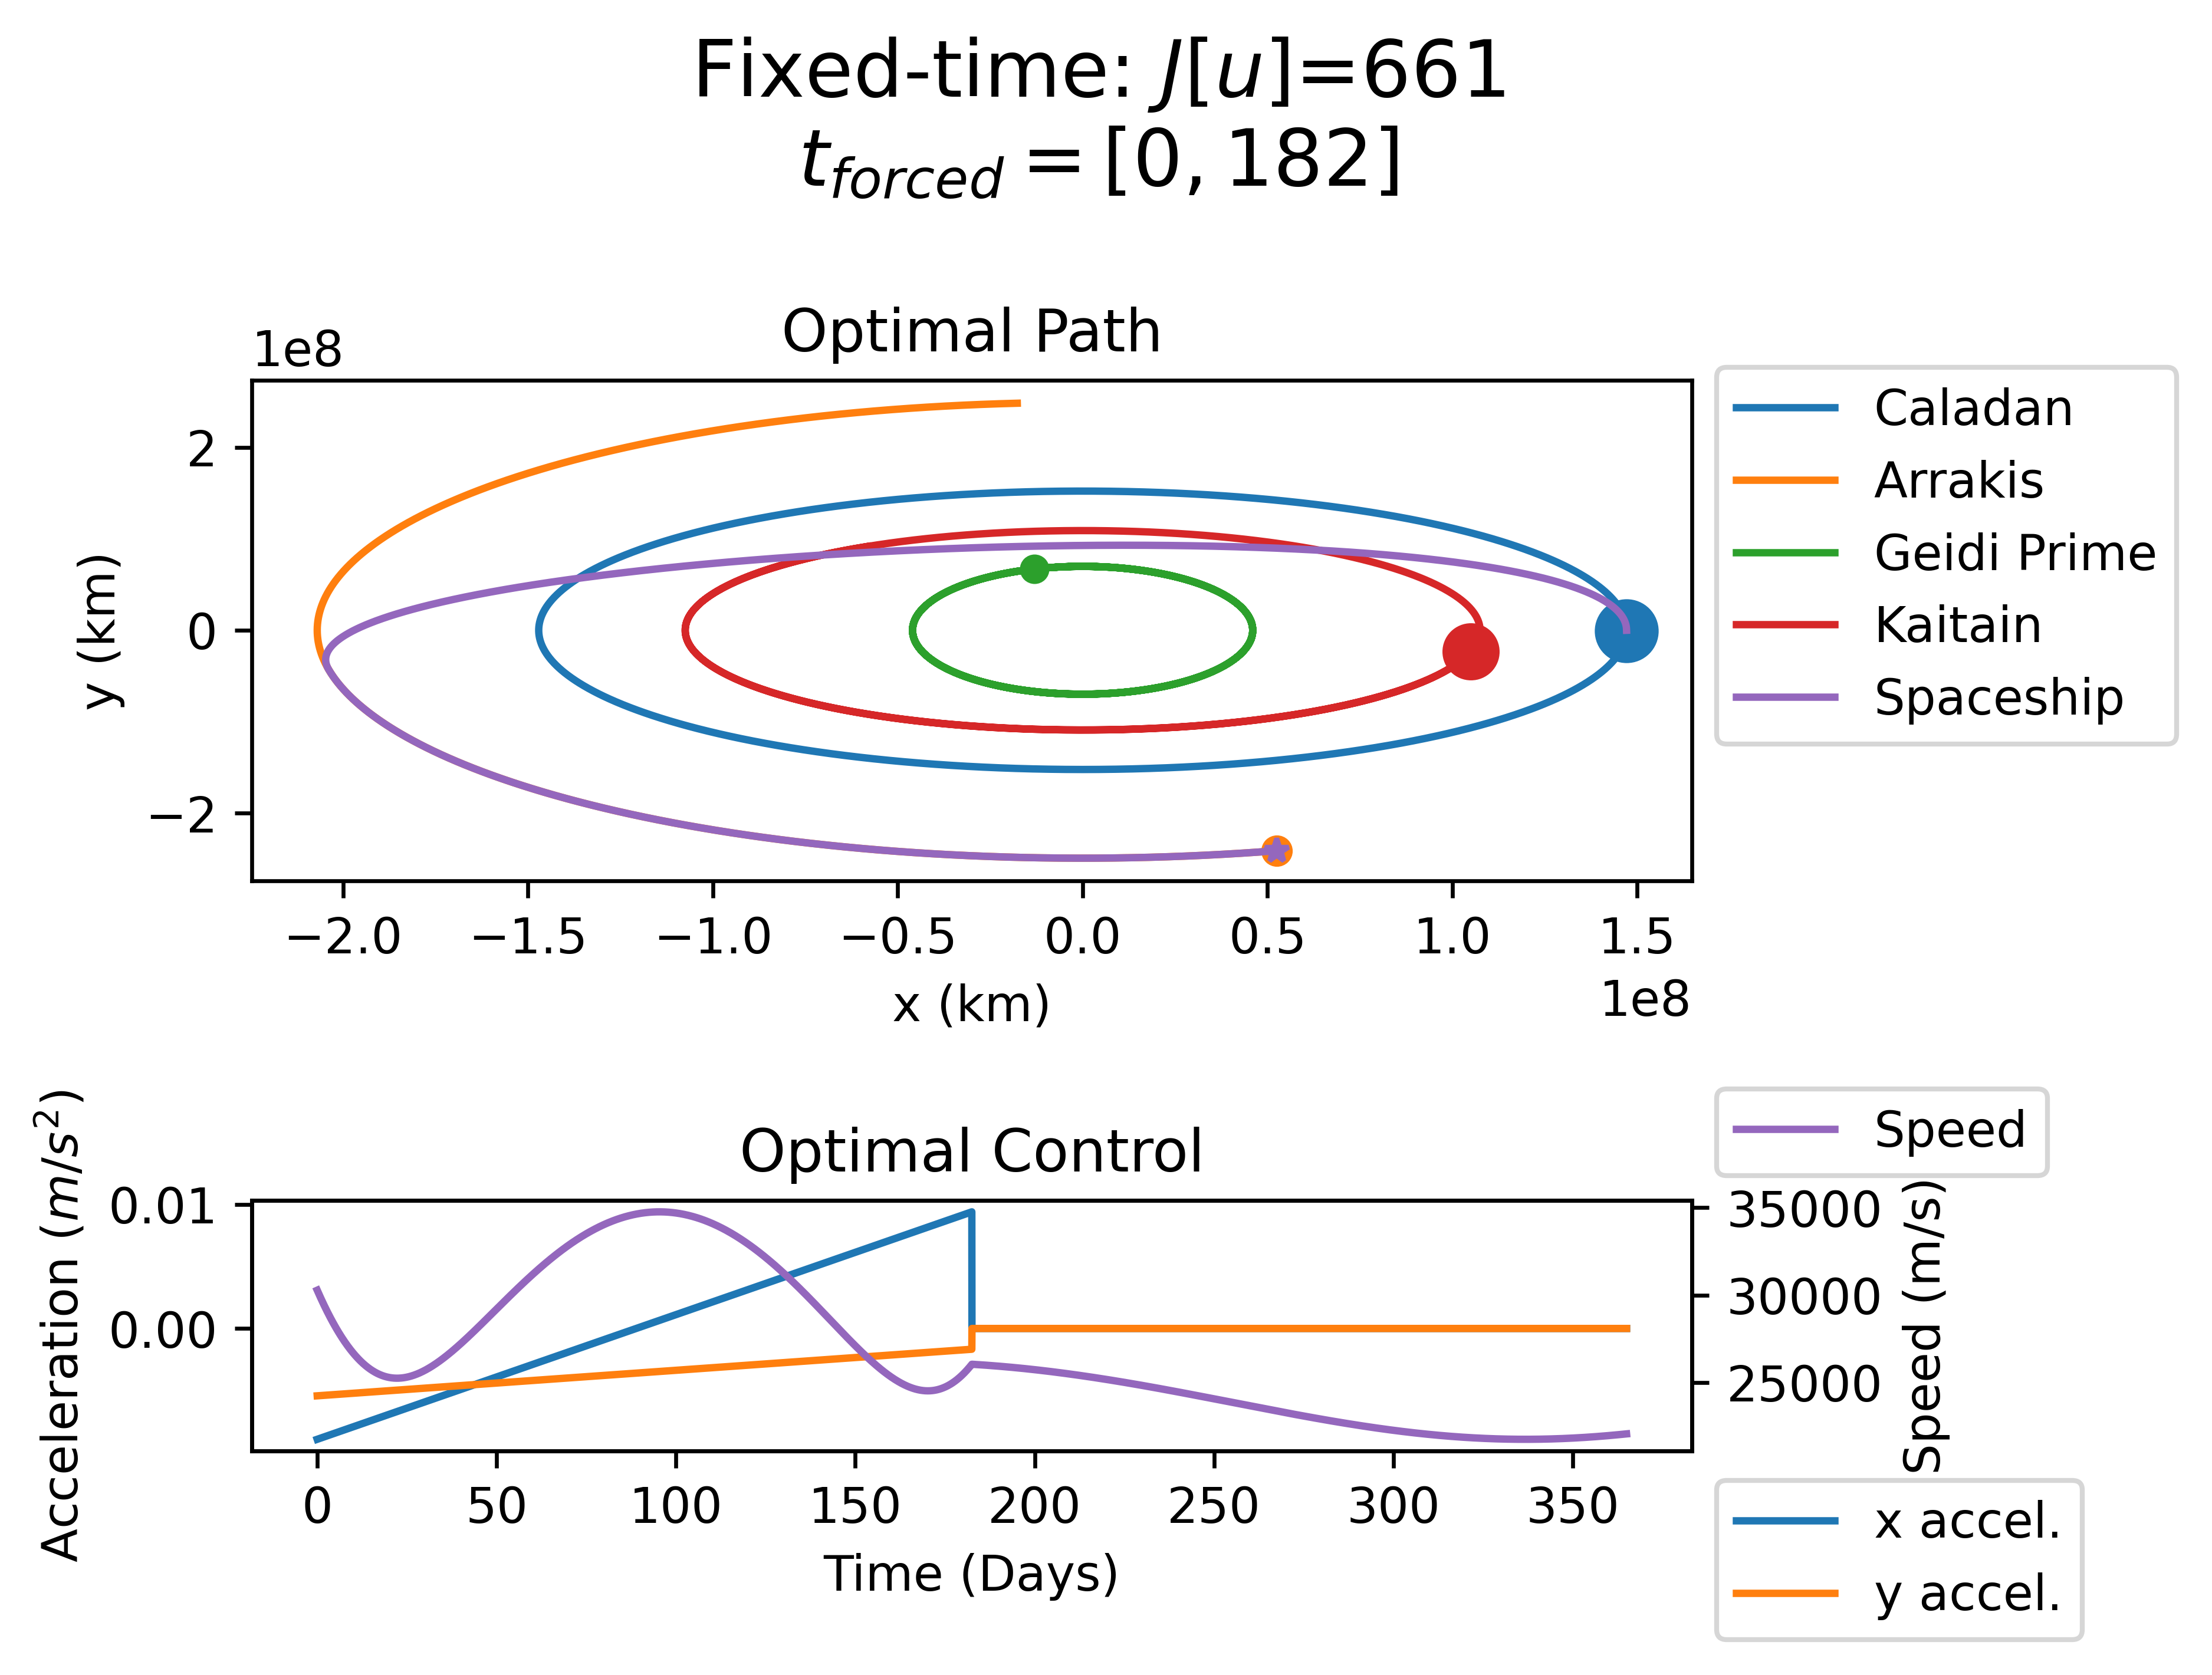 Fixed-time: J[u]=661
t_forced = [0, 182]
Optimal Path
1e8
2
0
−2
y (km)
−2.0 −1.5 −1.0 −0.5 0.0 0.5 1.0 1.5
x (km)
1e8
Caladan
Arrakis
Geidi Prime
Kaitain
Spaceship
Optimal Control
Speed
0.01
0.00
Acceleration (m/s²)
35000
30000
25000
Speed (m/s)
0 50 100 150 200 250 300 350
Time (Days)
x accel.
y accel.